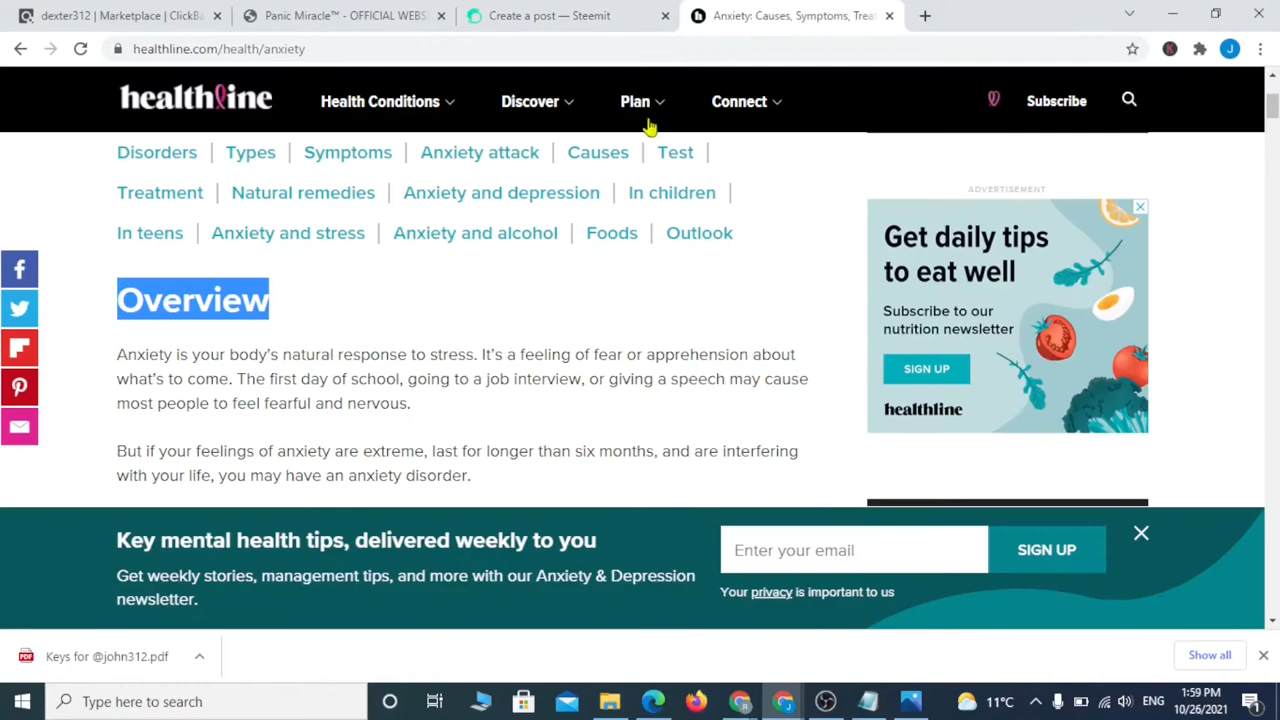 dexter312 | Marketplace | ClickBa
Panic Miracle™ - OFFICIAL WEBS
Create a post — Steemit
Anxiety: Causes, Symptoms, Treat
healthline.com/health/anxiety
J
healthline
Health Conditions
Discover
Plan
Connect
Subscribe
Disorders | Types | Symptoms | Anxiety attack | Causes | Test |
Treatment | Natural remedies | Anxiety and depression | In children |
In teens | Anxiety and stress | Anxiety and alcohol | Foods | Outlook
ADVERTISEMENT
Get daily tips
to eat well
Subscribe to our
nutrition newsletter
SIGN UP
healthline
Overview
Anxiety is your body's natural response to stress. It's a feeling of fear or apprehension about
what's to come. The first day of school, going to a job interview, or giving a speech may cause
most people to feel fearful and nervous.
But if your feelings of anxiety are extreme, last for longer than six months, and are interfering
with your life, you may have an anxiety disorder.
Key mental health tips, delivered weekly to you
Get weekly stories, management tips, and more with our Anxiety & Depression
newsletter.
Enter your email
SIGN UP
Your privacy is important to us
Keys for @john312.pdf
Show all
Type here to search
11°C
ENG
1:59 PM
10/26/2021